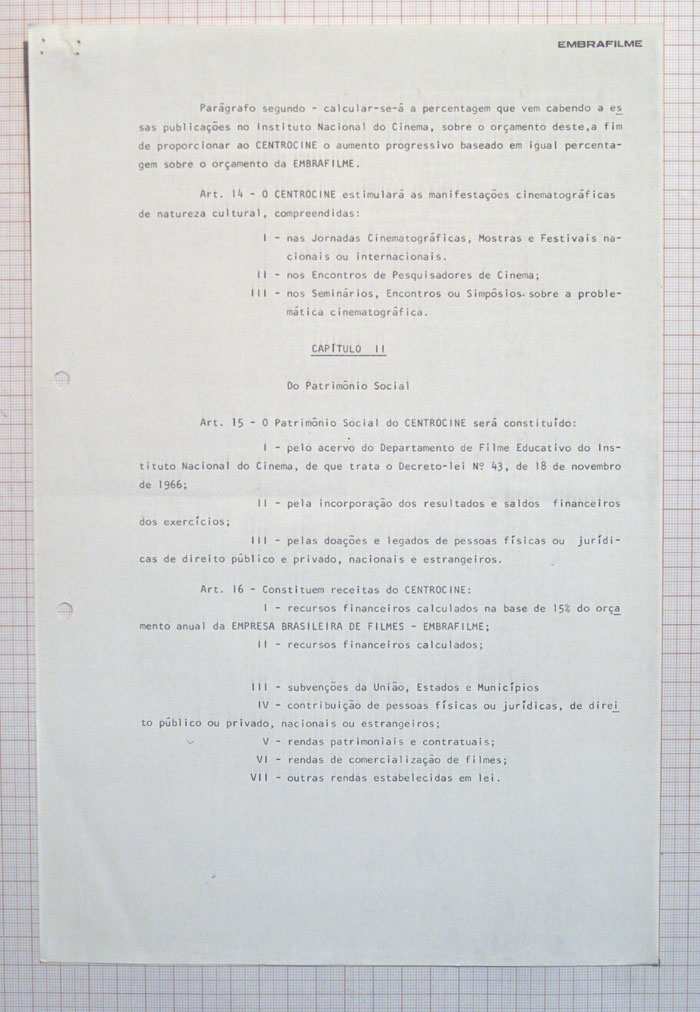 EMBRAFILME
Parágrafo segundo - calcular-se-á a percentagem que vem cabendo a es
sas publicações no Instituto Nacional do Cinema, sobre o orçamento deste,a fim
de proporcionar ao CENTROCINE o aumento progressivo baseado em igual percenta-
gem sobre o orçamento da EMBRAFILME.
Art. 14 - O CENTROCINE estimulará as manifestações cinematográficas
de natureza cultural, compreendidas:
I - nas Jornadas Cinematográficas, Mostras e Festivais na-
cionais ou internacionais.
II - nos Encontros de Pesquisadores de Cinema;
III - nos Seminários, Encontros ou Simpósios sobre a proble-
mática cinematográfica.
CAPÍTULO II
Do Patrimônio Social
Art. 15 - O Patrimônio Social do CENTROCINE será constituído:
I - pelo acervo do Departamento de Filme Educativo do Ins-
tituto Nacional do Cinema, de que trata o Decreto-lei Nº 43, de 18 de novembro
de 1966;
II - pela incorporação dos resultados e saldos financeiros
dos exercícios;
III - pelas doações e legados de pessoas físicas ou jurídi-
cas de direito público e privado, nacionais e estrangeiros.
Art. 16 - Constituem receitas do CENTROCINE:
I - recursos financeiros calculados na base de 15% do orça
mento anual da EMPRESA BRASILEIRA DE FILMES - EMBRAFILME;
II - recursos financeiros calculados;
III - subvenções da União, Estados e Municípios
IV - contribuição de pessoas físicas ou jurídicas, de direi
to público ou privado, nacionais ou estrangeiros;
V - rendas patrimoniais e contratuais;
VI - rendas de comercialização de filmes;
VII - outras rendas estabelecidas em lei.